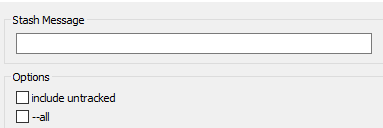 Stash Message
Options
include untracked
--all